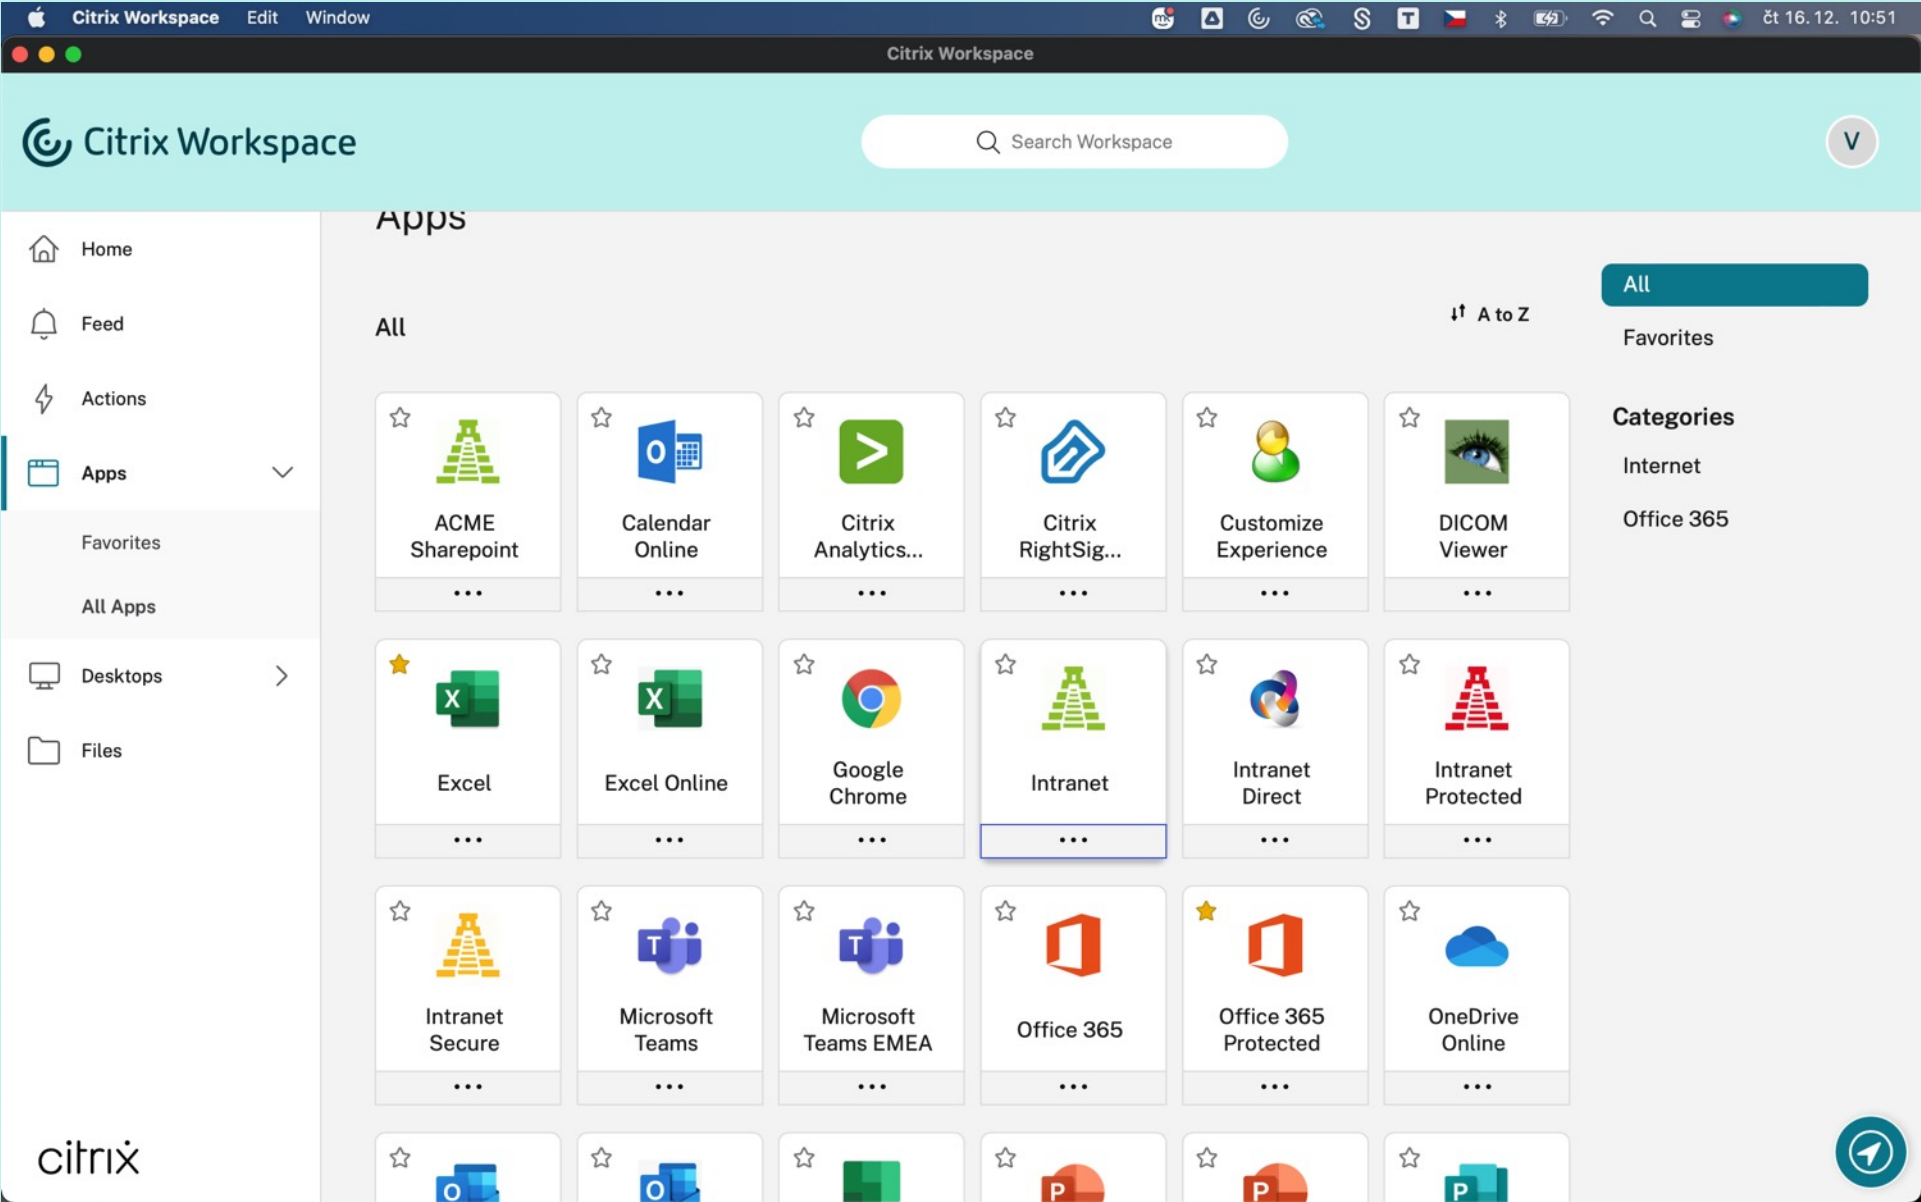 Citrix Workspace Edit Window
čt 16. 12. 10:51
Citrix Workspace
Citrix Workspace
Search Workspace
V
Home
Feed
Actions
Apps
Favorites
All Apps
Desktops
Files
citrix
Apps
All
A to Z
ACME
Sharepoint
Calendar
Online
Citrix
Analytics...
Citrix
RightSig...
Customize
Experience
DICOM
Viewer
Excel
Excel Online
Google
Chrome
Intranet
Intranet
Direct
Intranet
Protected
Intranet
Secure
Microsoft
Teams
Microsoft
Teams EMEA
Office 365
Office 365
Protected
OneDrive
Online
All
Favorites
Categories
Internet
Office 365